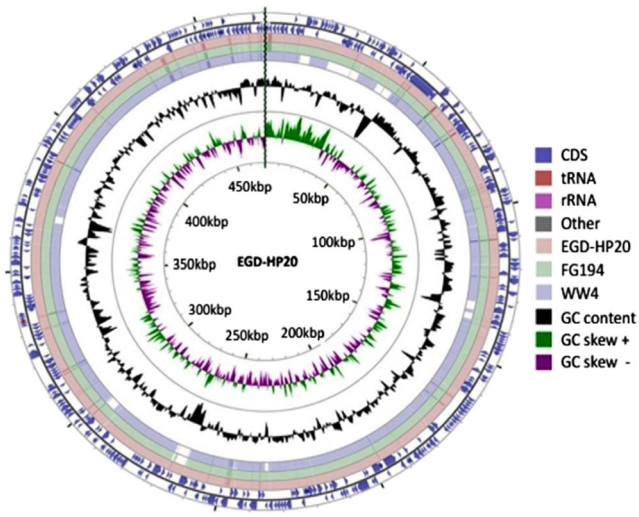 450kbp
50kbp
400kbp
100kbp
350kbp
EGD-HP20
150kbp
300kbp
250kbp
200kbp
CDS
tRNA
rRNA
Other
EGD-HP20
FG194
WW4
GC content
GC skew +
GC skew -